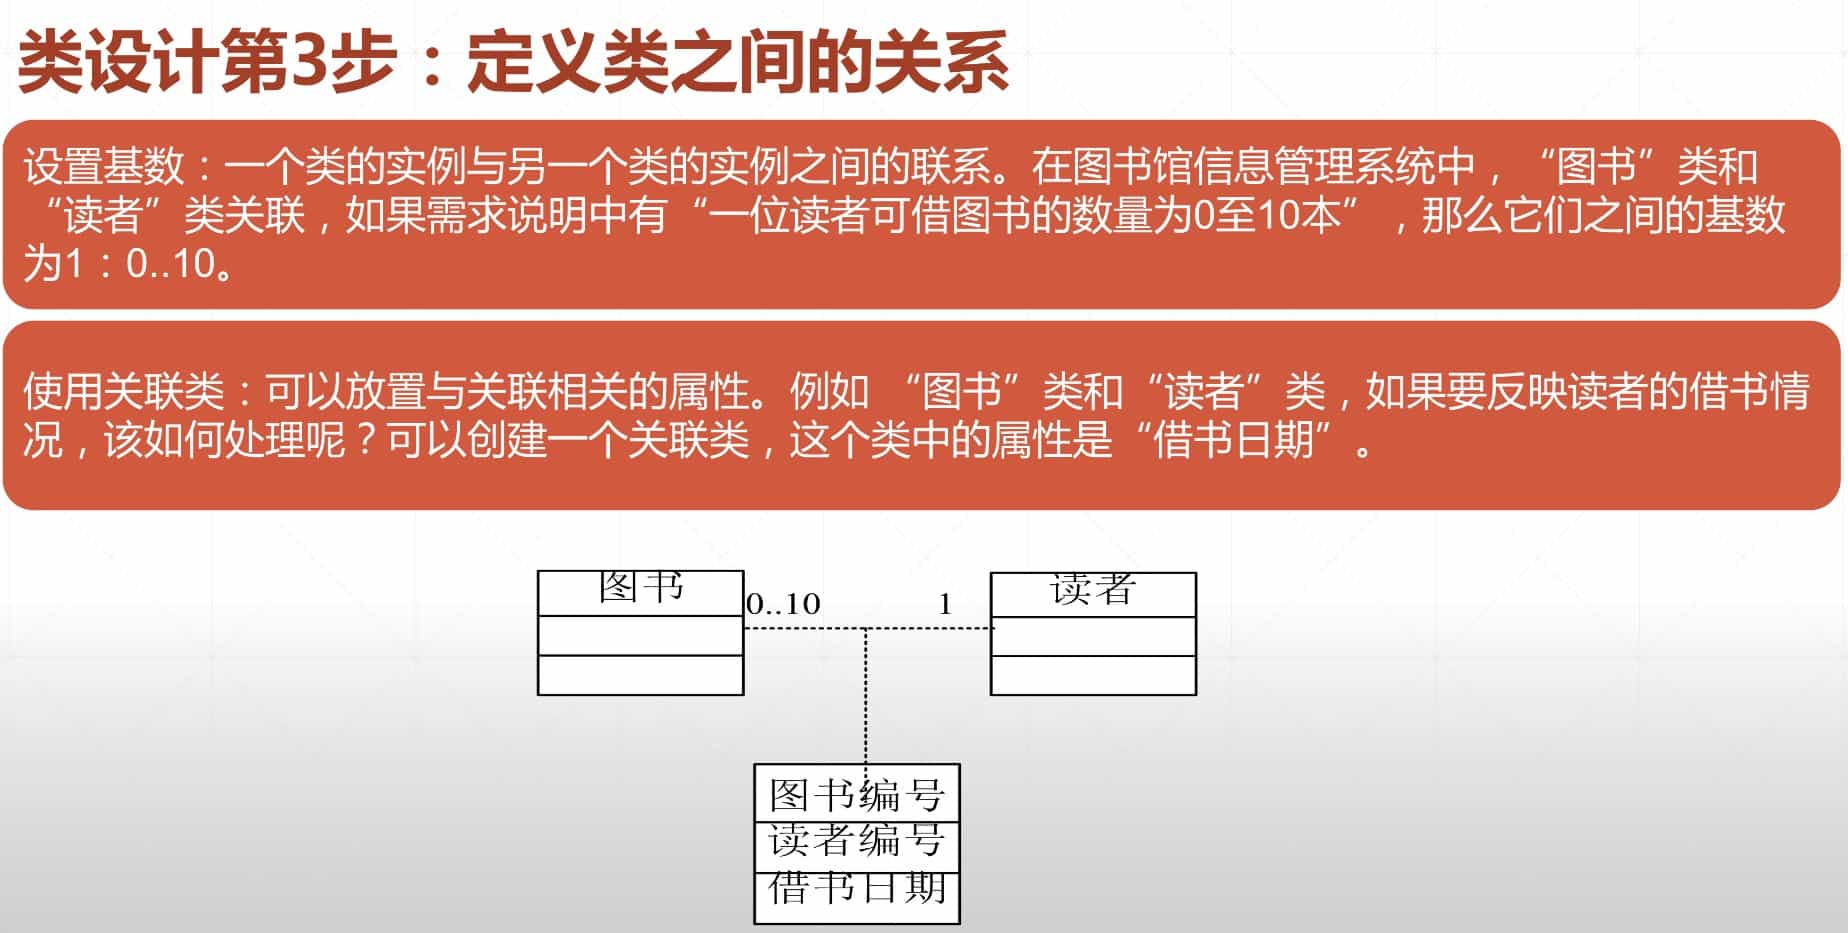 类设计第3步：定义类之间的关系
设置基数：一个类的实例与另一个类的实例之间的联系。在图书馆信息管理系统中，“图书”类和
“读者”类关联，如果需求说明中有“一位读者可借图书的数量为0至10本”，那么它们之间的基数
为1：0..10。
使用关联类：可以放置与关联相关的属性。例如 “图书”类和“读者”类，如果要反映读者的借书情
况，该如何处理呢？可以创建一个关联类，这个类中的属性是“借书日期”。
图书
0..10
1
读者
图书编号
读者编号
借书日期